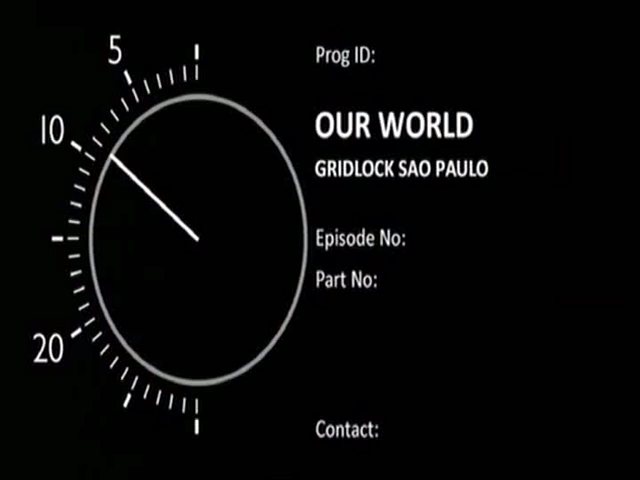 5
Prog ID:
10
OUR WORLD
GRIDLOCK SAO PAULO
Episode No:
Part No:
20
Contact: